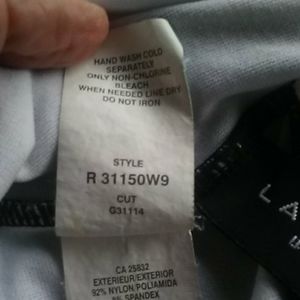 HAND WASH COLD
SEPARATELY
ONLY NON-CHLORINE
BLEACH
WHEN NEEDED LINE DRY
DO NOT IRON
STYLE
R 31150W9
CUT
G31114
CA 25832
EXTERIEUR/EXTERIOR
92% NYLON/POLIAMIDA
8% SPANDEX
L A